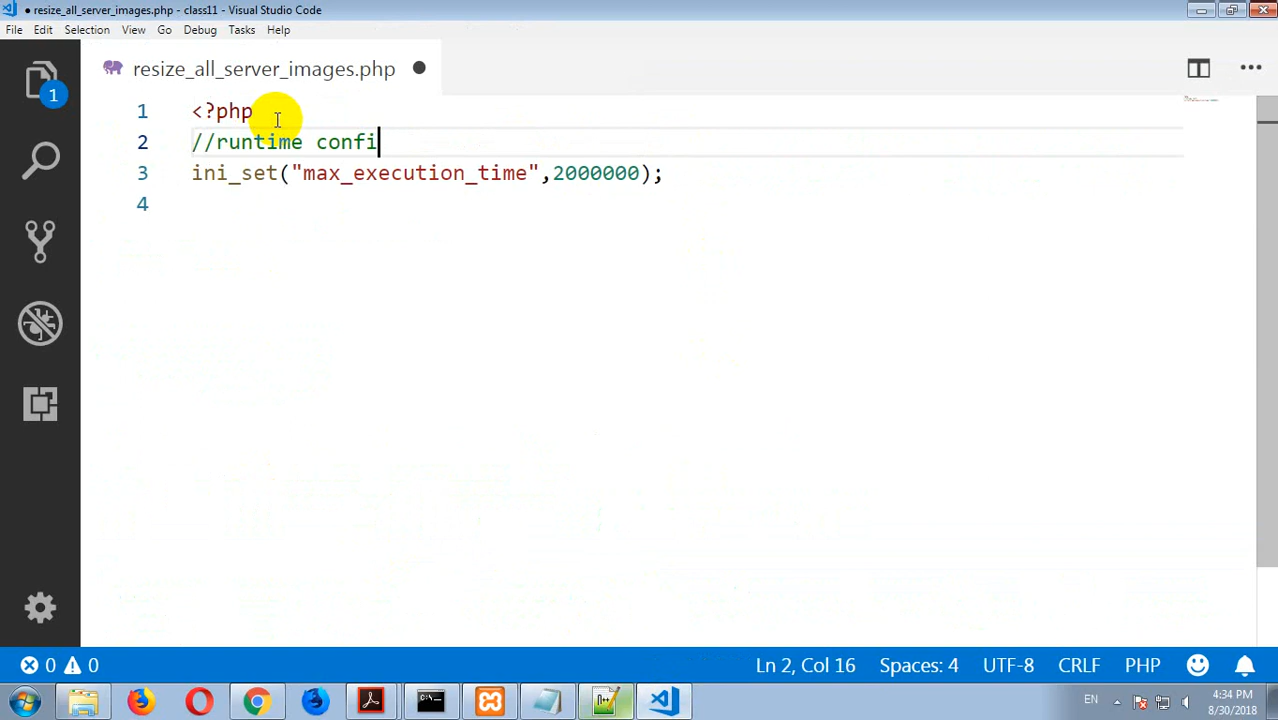 ● resize_all_server_images.php - class11 - Visual Studio Code
File Edit Selection View Go Debug Tasks Help
resize_all_server_images.php
1 <?php
2 //runtime confi
3 ini_set("max_execution_time",2000000);
4
1
0 0 Ln 2, Col 16 Spaces: 4 UTF-8 CRLF PHP
EN 4:34 PM
8/30/2018